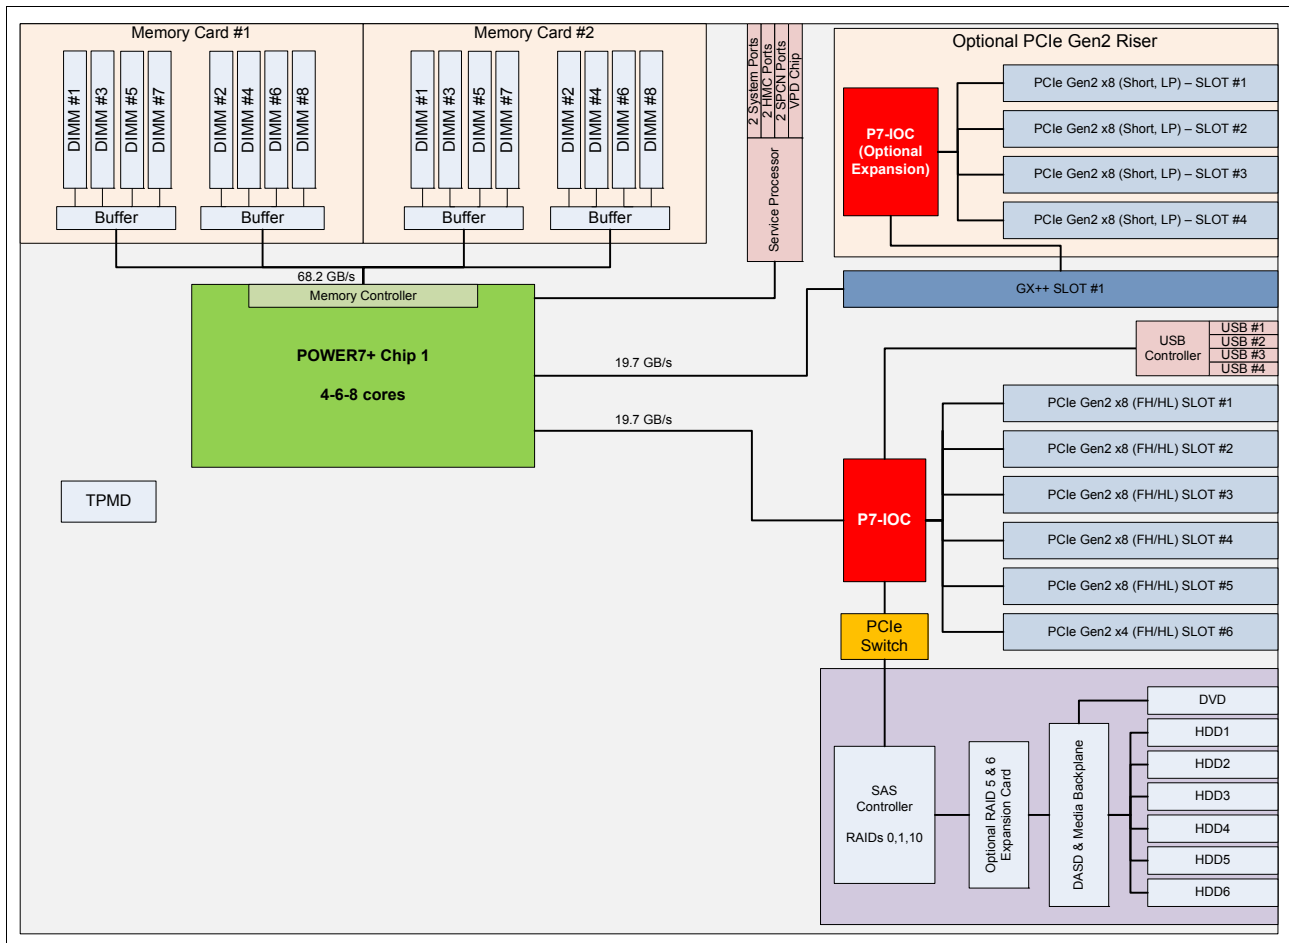 Memory Card #1
DIMM #1
DIMM #3
DIMM #5
DIMM #7
DIMM #2
DIMM #4
DIMM #6
DIMM #8
Buffer
Buffer
Memory Card #2
DIMM #1
DIMM #3
DIMM #5
DIMM #7
DIMM #2
DIMM #4
DIMM #6
DIMM #8
Buffer
Buffer
2 System Ports
2 HMC Ports
2 SPCN Ports
VPD Chip
Service Processor
Optional PCIe Gen2 Riser
P7-IOC
(Optional
Expansion)
PCIe Gen2 x8 (Short, LP) – SLOT #1
PCIe Gen2 x8 (Short, LP) – SLOT #2
PCIe Gen2 x8 (Short, LP) – SLOT #3
PCIe Gen2 x8 (Short, LP) – SLOT #4
68.2 GB/s
Memory Controller
POWER7+ Chip 1
4-6-8 cores
GX++ SLOT #1
19.7 GB/s
19.7 GB/s
USB
Controller
USB #1
USB #2
USB #3
USB #4
TPMD
P7-IOC
PCIe Gen2 x8 (FH/HL) SLOT #1
PCIe Gen2 x8 (FH/HL) SLOT #2
PCIe Gen2 x8 (FH/HL) SLOT #3
PCIe Gen2 x8 (FH/HL) SLOT #4
PCIe Gen2 x8 (FH/HL) SLOT #5
PCIe Gen2 x4 (FH/HL) SLOT #6
PCIe
Switch
SAS
Controller
RAIDs 0,1,10
Optional RAID 5 & 6
Expansion Card
DASD & Media Backplane
DVD
HDD1
HDD2
HDD3
HDD4
HDD5
HDD6